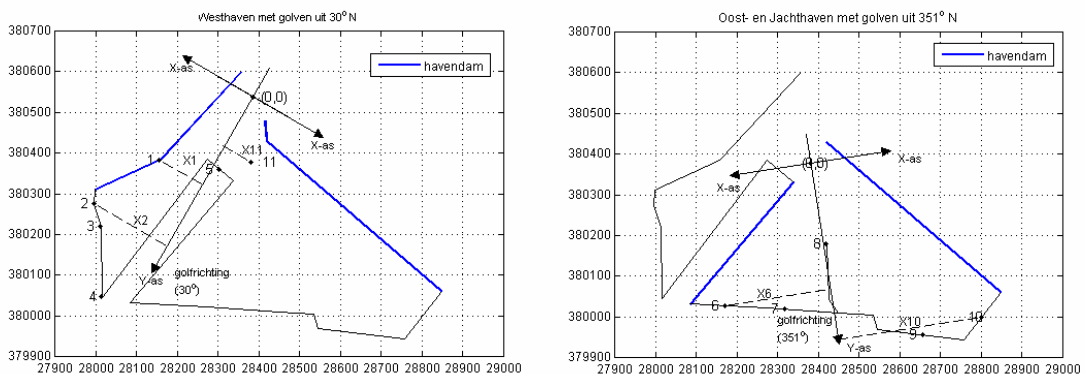 Westhaven met golven uit 30° N
380700
380600
380500
380400
380300
380200
380100
380000
379900
27900 28000 28100 28200 28300 28400 28500 28600 28700 28800 28900 29000
havendam
X-as
(0,0)
X-as
1
X1
X11
11
5
2
X2
3
4
Y-as
golfrichting
(30°)
Oost- en Jachthaven met golven uit 351° N
380700
380600
380500
380400
380300
380200
380100
380000
379900
27900 28000 28100 28200 28300 28400 28500 28600 28700 28800 28900 29000
havendam
(0,0)
X-as
X-as
8
6
X6
7
golfrichting
(351°)
X10
10
9
Y-as